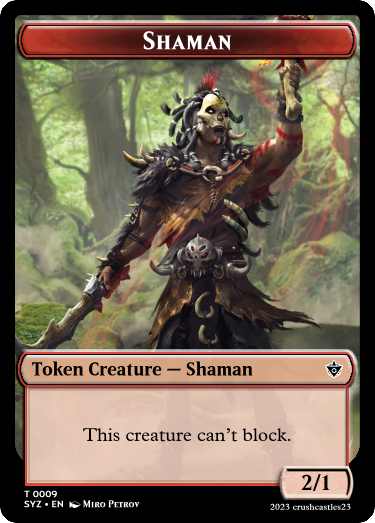 Shaman
Token Creature — Shaman
This creature can't block.
2/1
T 0009
SYZ • EN Miro Petrov
2023 crushcastles23